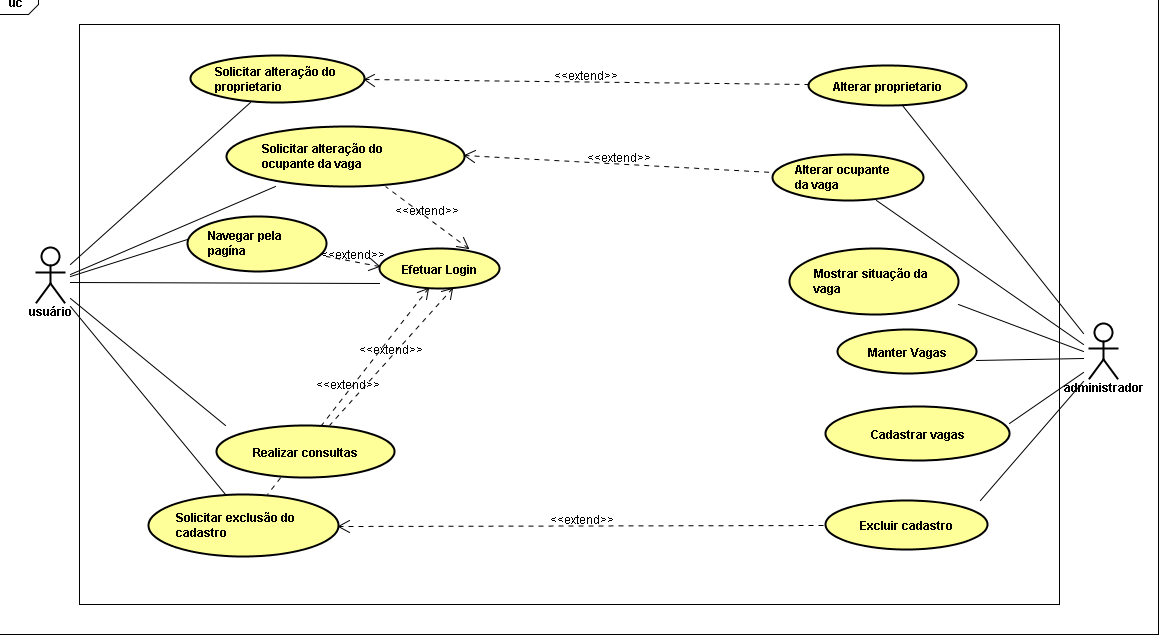 uc
Solicitar alteração do
proprietario
<<extend>>
Alterar proprietario
Solicitar alteração do
ocupante da vaga
<<extend>>
Alterar ocupante
da vaga
<<extend>>
Navegar pela
pagína
<<extend>>
Efetuar Login
Mostrar situação da
vaga
usuário
<<extend>>
Manter Vagas
<<extend>>
administrador
Realizar consultas
Cadastrar vagas
Solicitar exclusão do
cadastro
<<extend>>
Excluir cadastro